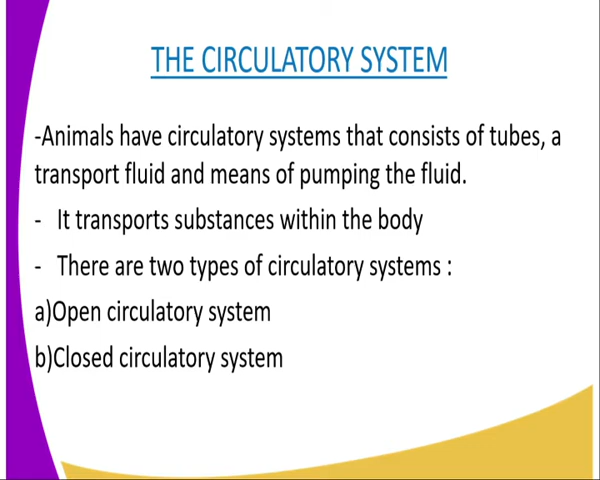 THE CIRCULATORY SYSTEM
-Animals have circulatory systems that consists of tubes, a
transport fluid and means of pumping the fluid.
- It transports substances within the body
- There are two types of circulatory systems :
a)Open circulatory system
b)Closed circulatory system